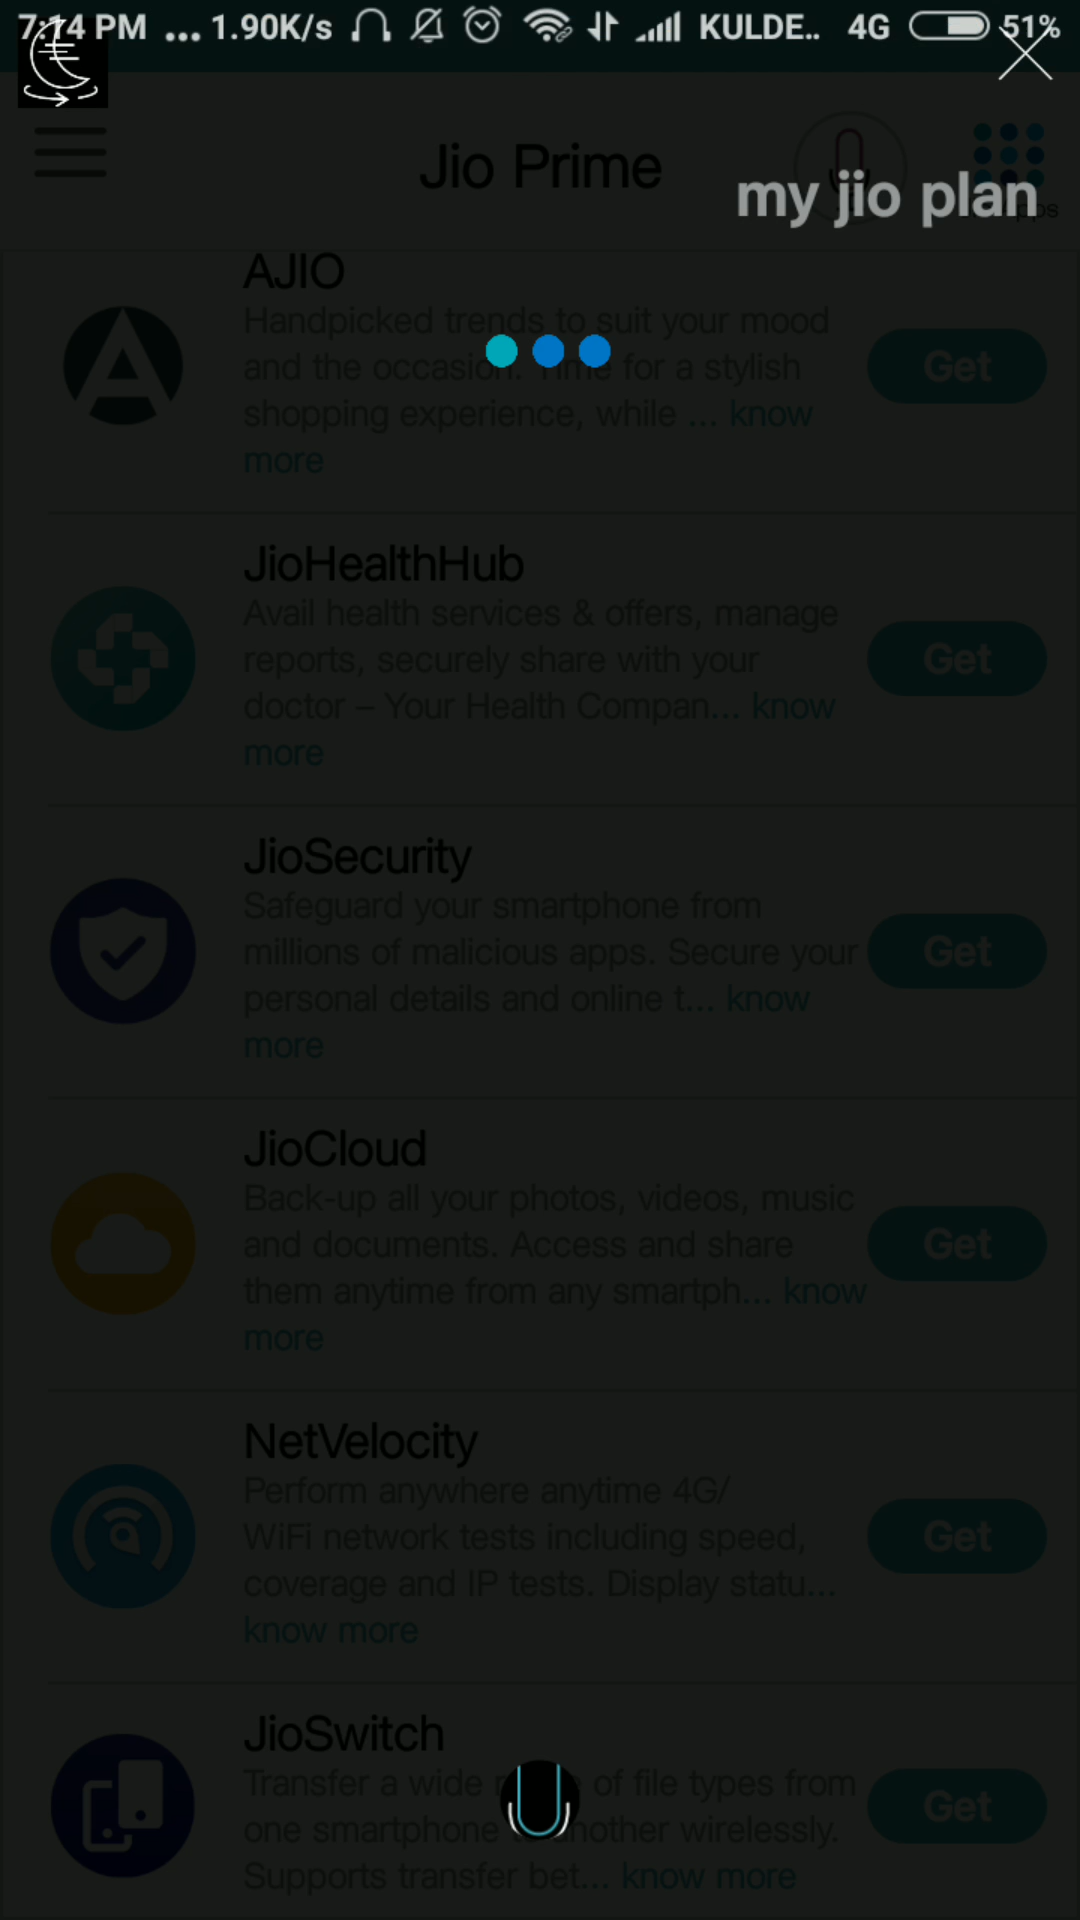 7:14 PM ... 1.90K/s KULDE.. 4G 51%
Jio Prime
my jio plan
AJIO
Handpicked trends to suit your mood
and the occasion. Time for a stylish
shopping experience, while ... know
more
Get
JioHealthHub
Avail health services & offers, manage
reports, securely share with your
doctor – Your Health Compan... know
more
Get
JioSecurity
Safeguard your smartphone from
millions of malicious apps. Secure your
personal details and online t... know
more
Get
JioCloud
Back-up all your photos, videos, music
and documents. Access and share
them anytime from any smartph... know
more
Get
NetVelocity
Perform anywhere anytime 4G/
WiFi network tests including speed,
coverage and IP tests. Display statu...
know more
Get
JioSwitch
Transfer a wide of file types from
one smartphone another wirelessly.
Supports transfer bet... know more
Get